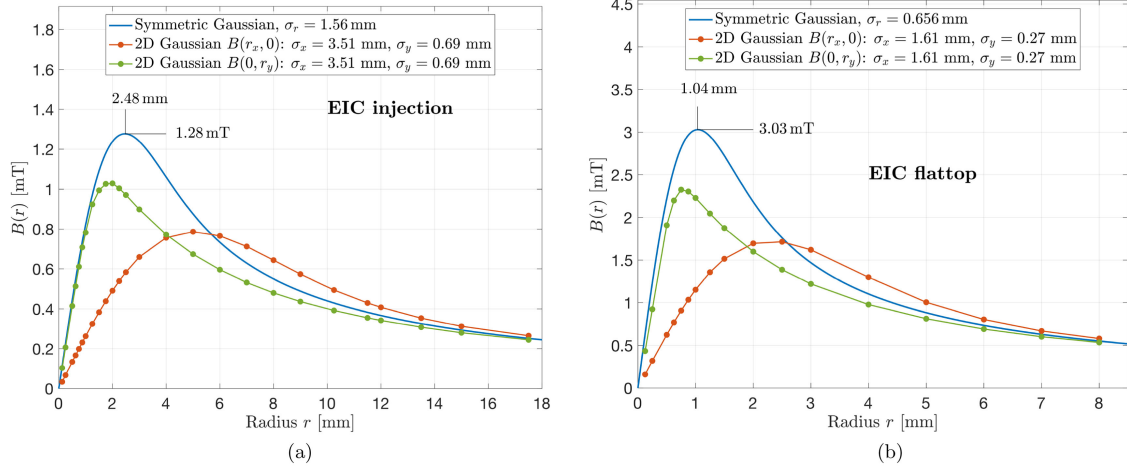 Symmetric Gaussian, σr = 1.56 mm
2D Gaussian B(rx, 0): σx = 3.51 mm, σy = 0.69 mm
2D Gaussian B(0, ry): σx = 3.51 mm, σy = 0.69 mm
2.48 mm
1.28 mT
EIC injection
1.8
1.6
1.4
1.2
1
0.8
0.6
0.4
0.2
0
B(r) [mT]
0 2 4 6 8 10 12 14 16 18
Radius r [mm]
(a)
Symmetric Gaussian, σr = 0.656 mm
2D Gaussian B(rx, 0): σx = 1.61 mm, σy = 0.27 mm
2D Gaussian B(0, ry): σx = 1.61 mm, σy = 0.27 mm
1.04 mm
3.03 mT
EIC flattop
4.5
4
3.5
3
2.5
2
1.5
1
0.5
0
B(r) [mT]
0 1 2 3 4 5 6 7 8
Radius r [mm]
(b)